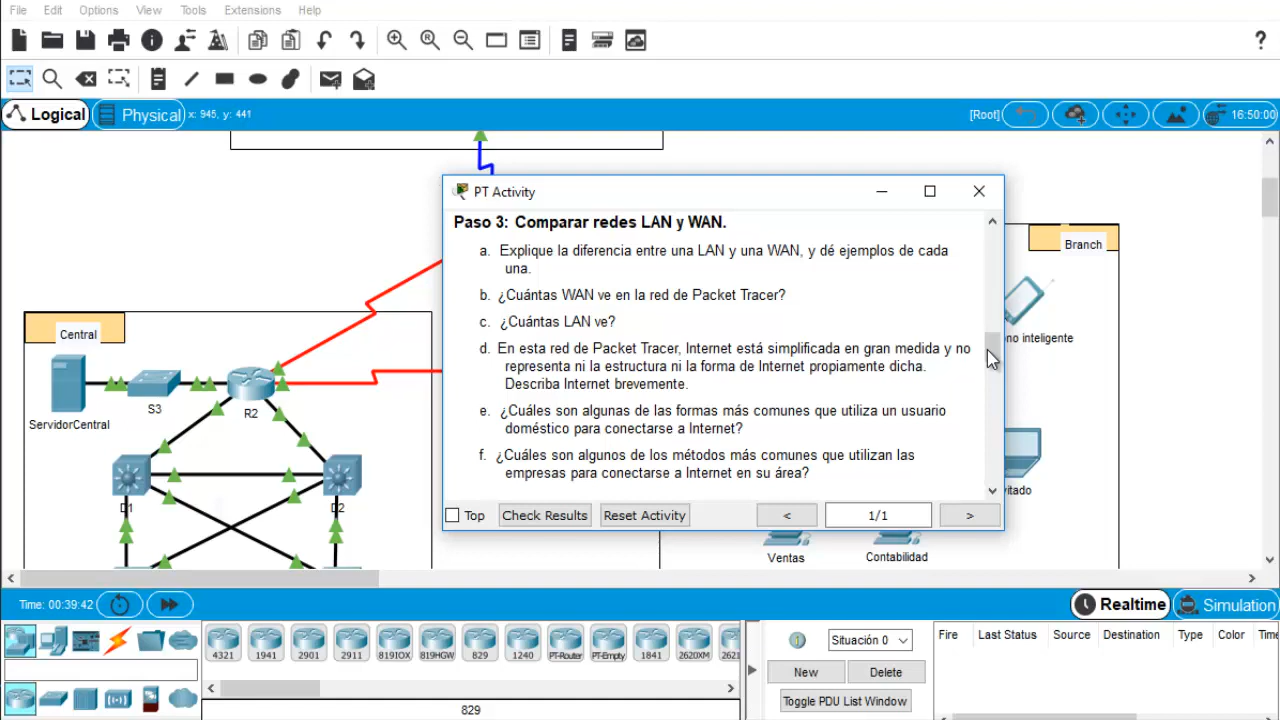 File Edit Options View Tools Extensions Help
?
Logical Physical x: 945, y: 441 [Root] 16:50:00
PT Activity
Paso 3: Comparar redes LAN y WAN.
a. Explique la diferencia entre una LAN y una WAN, y dé ejemplos de cada
una.
b. ¿Cuántas WAN ve en la red de Packet Tracer?
c. ¿Cuántas LAN ve?
d. En esta red de Packet Tracer, Internet está simplificada en gran medida y no
representa ni la estructura ni la forma de Internet propiamente dicha.
Describa Internet brevemente.
e. ¿Cuáles son algunas de las formas más comunes que utiliza un usuario
doméstico para conectarse a Internet?
f. ¿Cuáles son algunos de los métodos más comunes que utilizan las
empresas para conectarse a Internet en su área?
Top Check Results Reset Activity < 1/1 >
Branch
no inteligente
vitado
Ventas Contabilidad
Central
ServidorCentral
S3
R2
D1
D2
Time: 00:39:42
Realtime Simulation
4321 1941 2901 2911 819IOX 819HGW 829 1240 PT-Router PT-Empty 1841 2620XM 2621
829
Situación 0
New Delete
Toggle PDU List Window
Fire Last Status Source Destination Type Color Time